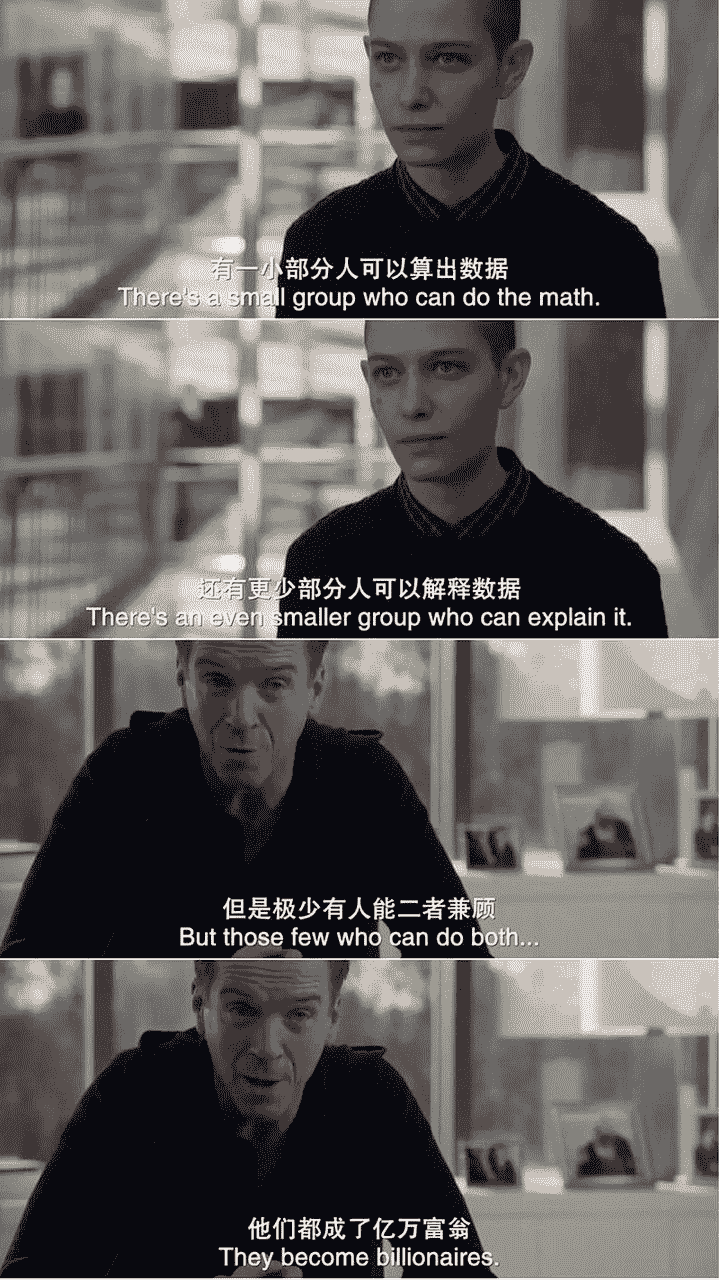 有一小部分人可以算出数据
There's a small group who can do the math.
还有更少部分人可以解释数据
There's an even smaller group who can explain it.
但是极少有人能二者兼顾
But those few who can do both...
他们都成了亿万富翁
They become billionaires.